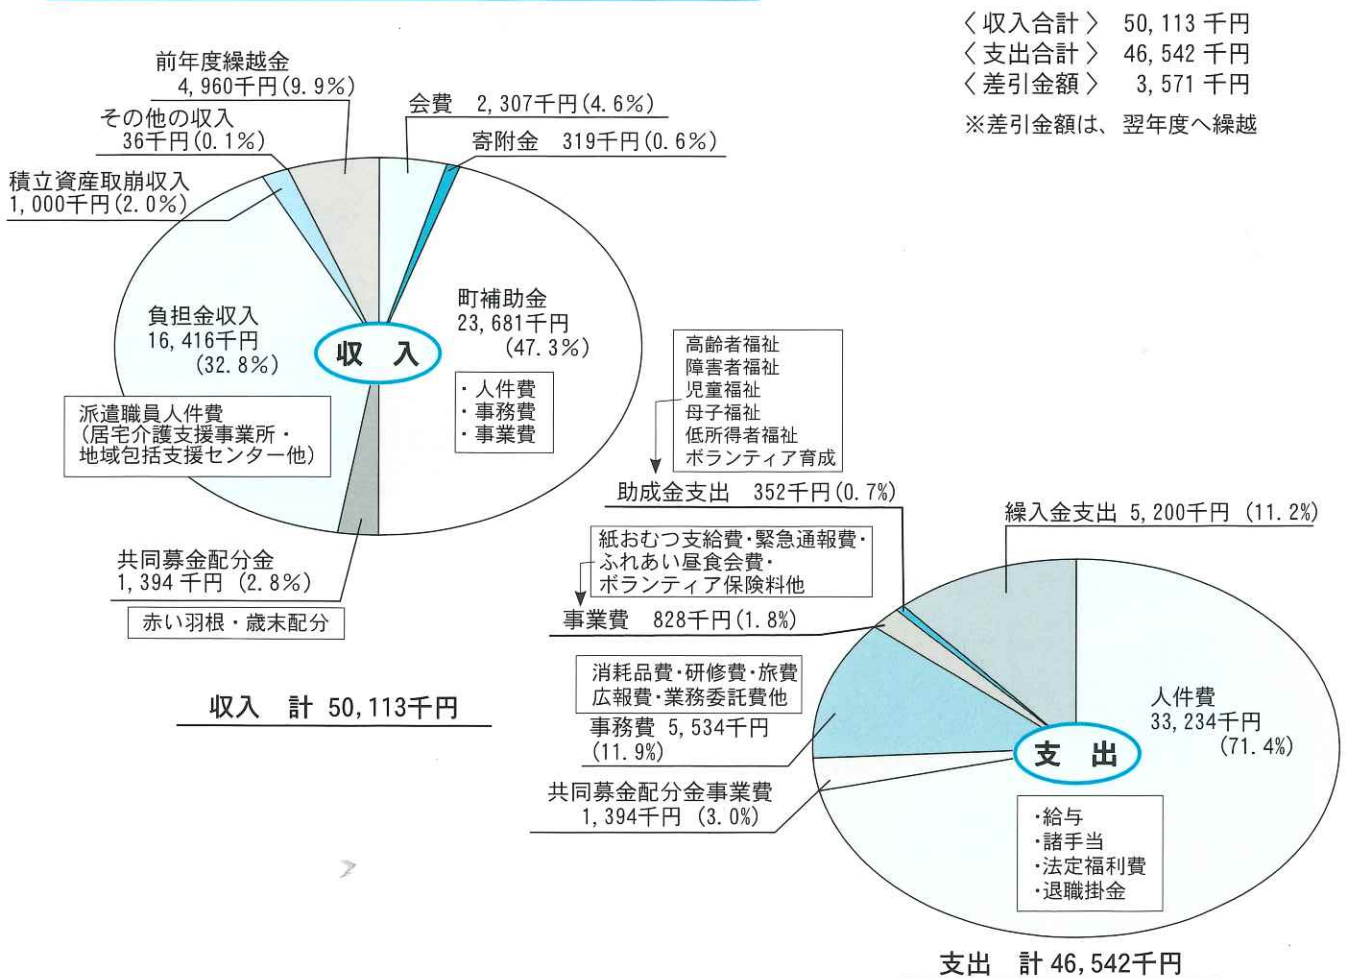 〈収入合計〉 50,113千円
〈支出合計〉 46,542千円
〈差引金額〉 3,571千円
※差引金額は、翌年度へ繰越
前年度繰越金
4,960千円(9.9%)
その他の収入
36千円(0.1%)
積立資産取崩収入
1,000千円(2.0%)
会費 2,307千円(4.6%)
寄附金 319千円(0.6%)
負担金収入
16,416千円
(32.8%)
派遣職員人件費
(居宅介護支援事業所・
地域包括支援センター他)
収 入
町補助金
23,681千円
(47.3%)
・人件費
・事務費
・事業費
共同募金配分金
1,394千円(2.8%)
赤い羽根・歳末配分
収入 計 50,113千円
高齢者福祉
障害者福祉
児童福祉
母子福祉
低所得者福祉
ボランティア育成
助成金支出 352千円(0.7%)
紙おむつ支給費・緊急通報費・
ふれあい昼食会費・
ボランティア保険料他
事業費 828千円(1.8%)
消耗品費・研修費・旅費
広報費・業務委託費他
事務費 5,534千円
(11.9%)
共同募金配分金事業費
1,394千円(3.0%)
繰入金支出 5,200千円(11.2%)
人件費
33,234千円
(71.4%)
支 出
・給与
・諸手当
・法定福利費
・退職掛金
支出 計 46,542千円